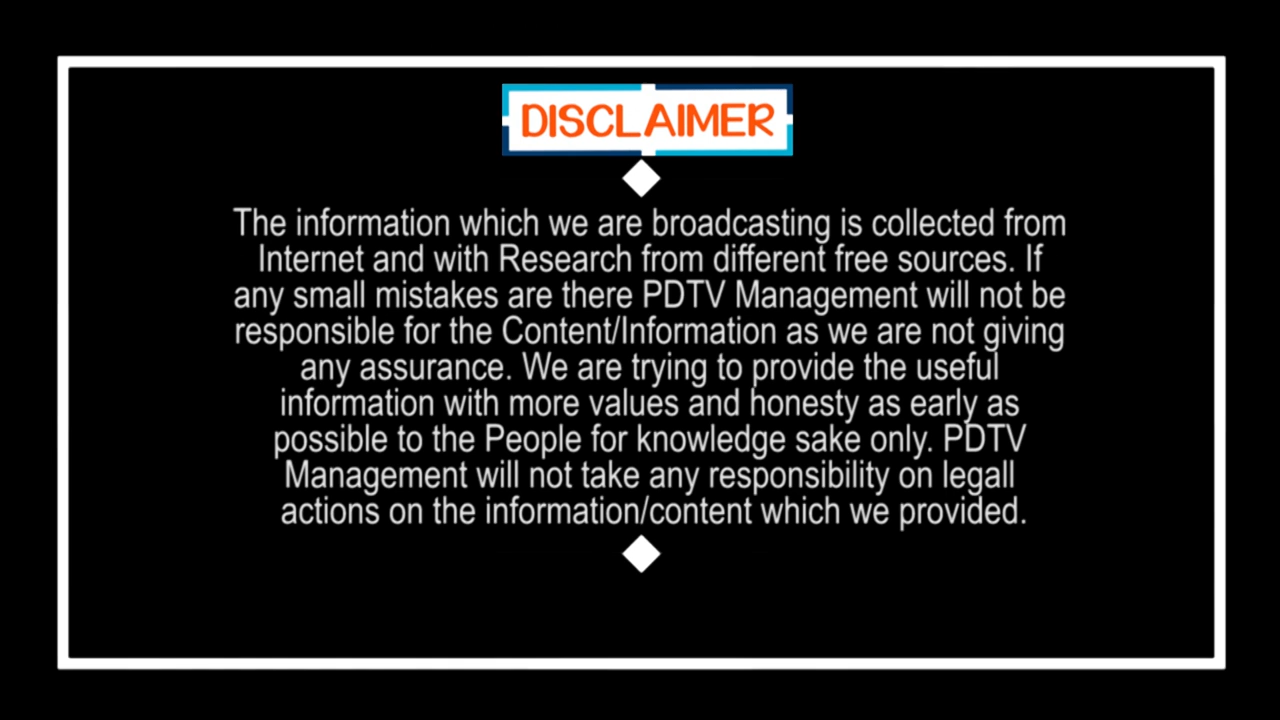 DISCLAIMER
The information which we are broadcasting is collected from
Internet and with Research from different free sources. If
any small mistakes are there PDTV Management will not be
responsible for the Content/Information as we are not giving
any assurance. We are trying to provide the useful
information with more values and honesty as early as
possible to the People for knowledge sake only. PDTV
Management will not take any responsibility on legall
actions on the information/content which we provided.